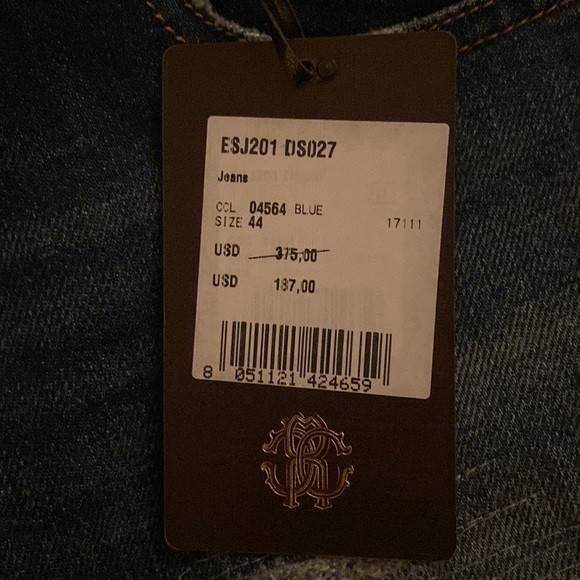 ESJ201 DS027
Jeans
COL 04564 BLUE
SIZE 44 17111
USD 375,00
USD 187,00
8 051121 424659